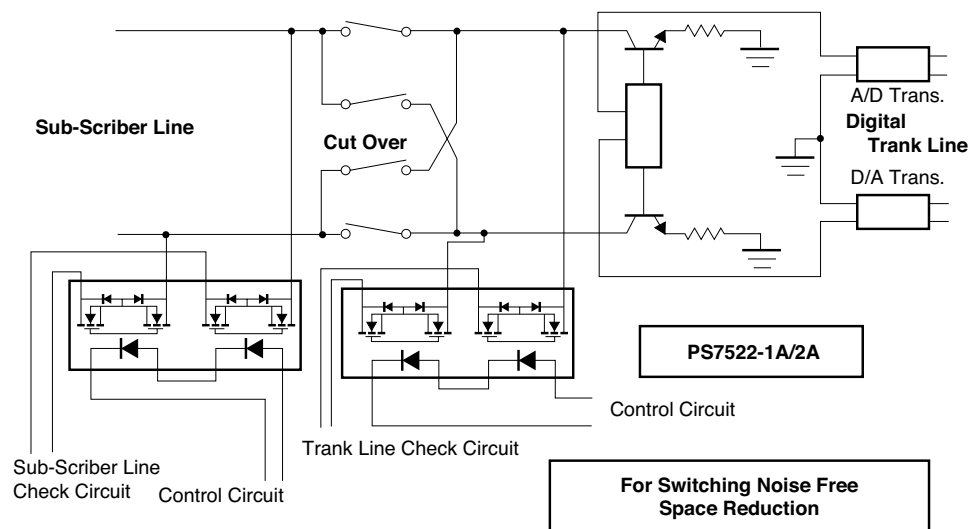 A/D Trans.
Digital
Trank Line
Sub-Scriber Line
Cut Over
D/A Trans.
PS7522-1A/2A
Control Circuit
Trank Line Check Circuit
Sub-Scriber Line
Check Circuit
Control Circuit
For Switching Noise Free
Space Reduction